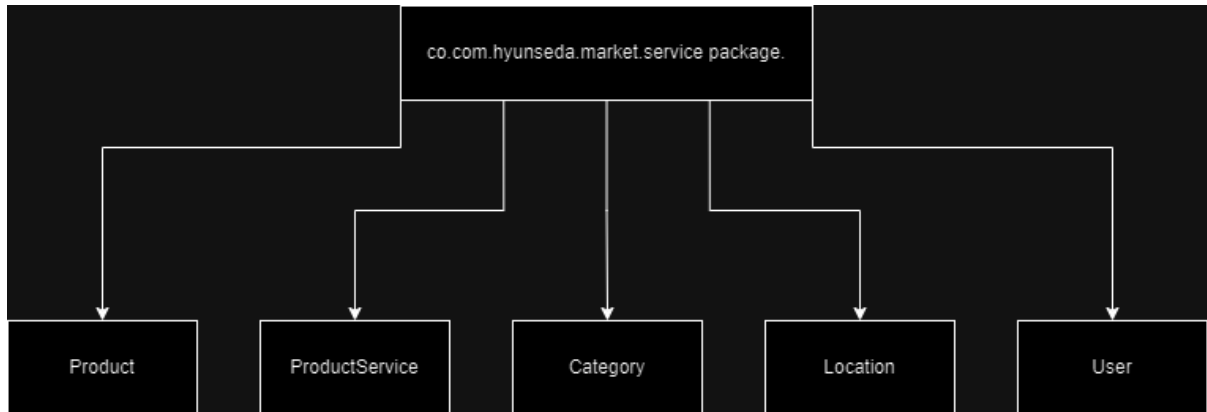 co.com.hyunseda.market.service package.
Product
ProductService
Category
Location
User